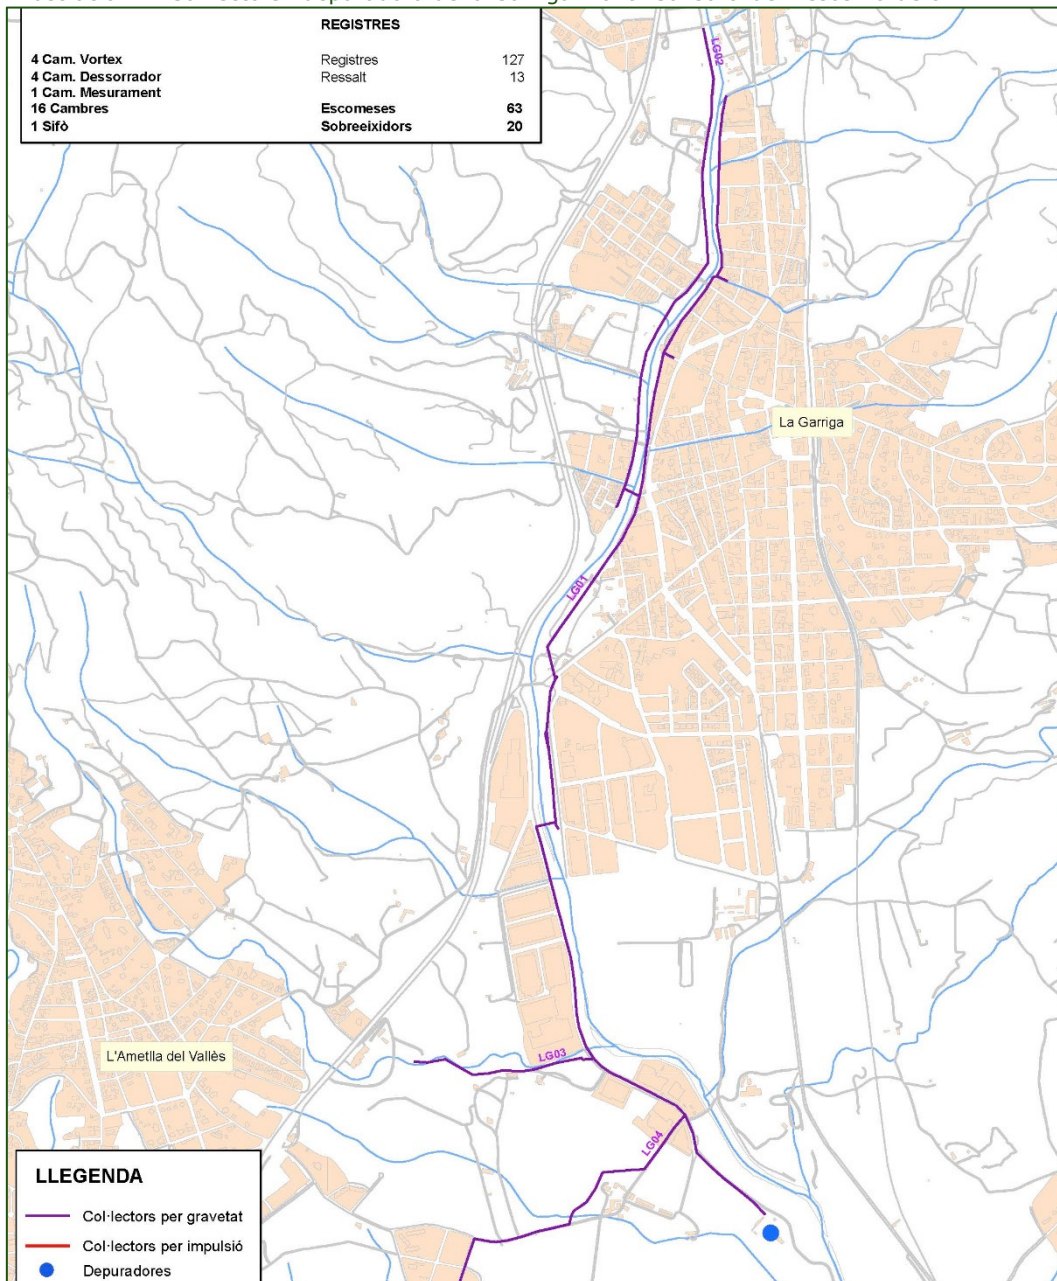 REGISTRES
4 Cam. Vortex Registres 127
4 Cam. Dessorrador Ressalt 13
1 Cam. Mesurament
16 Cambres Escomeses 63
1 Sifò Sobreeixidors 20
LG02
La Garriga
LG01
L'Ametlla del Vallès
LG03
LG04
LLEGENDA
Col·lectors per gravetat
Col·lectors per impulsió
Depuradores